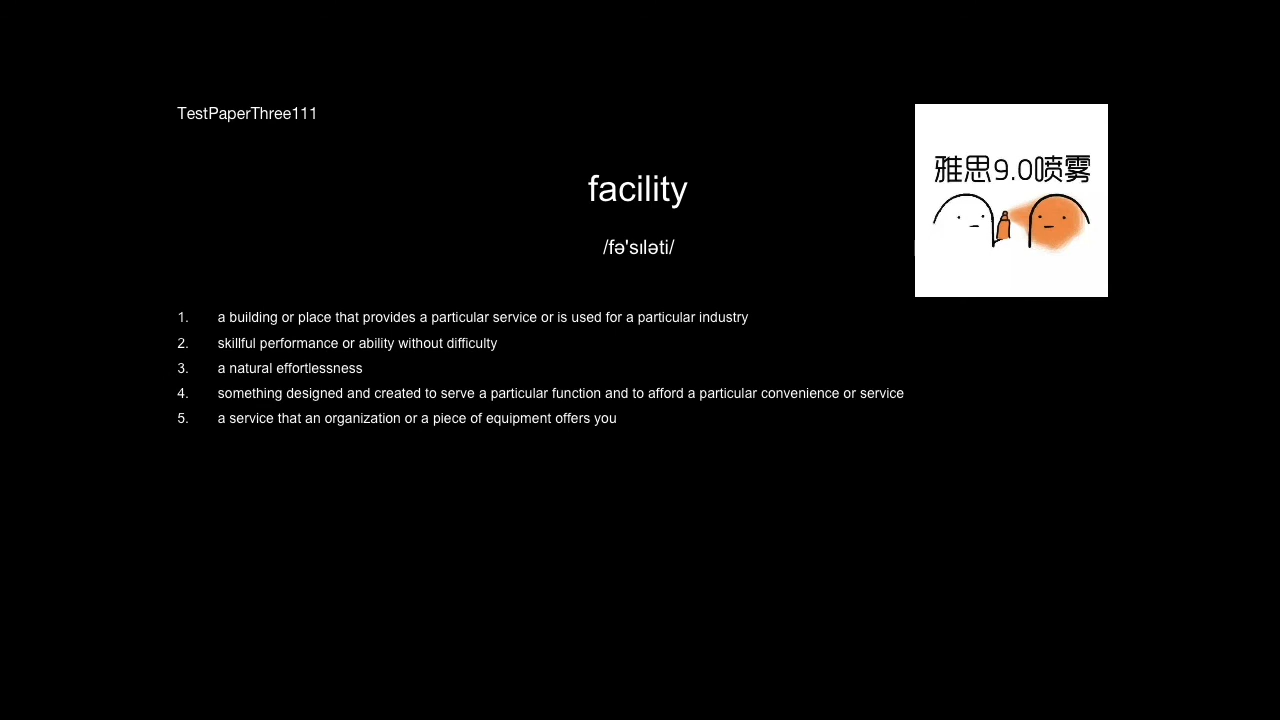 TestPaperThree111
雅思9.0喷雾
facility
/fə'sɪləti/
1. a building or place that provides a particular service or is used for a particular industry
2. skillful performance or ability without difficulty
3. a natural effortlessness
4. something designed and created to serve a particular function and to afford a particular convenience or service
5. a service that an organization or a piece of equipment offers you